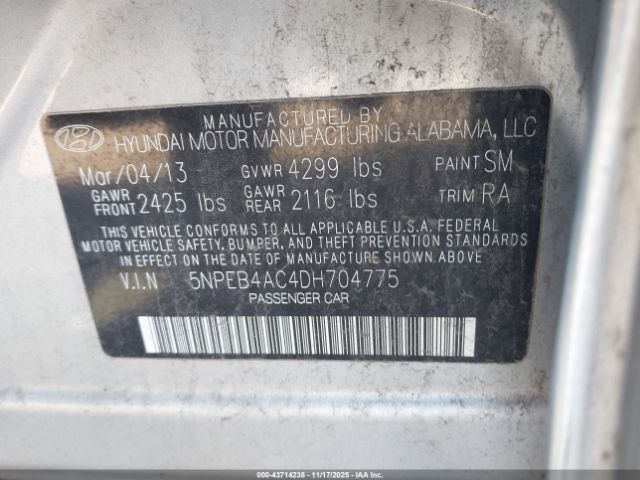 MANUFACTURED BY
HYUNDAI MOTOR MANUFACTURING ALABAMA, LLC
Mar/04/13 GVWR 4299 lbs PAINT SM
GAWR FRONT 2425 lbs GAWR REAR 2116 lbs TRIM RA
THIS VEHICLE CONFORMS TO ALL APPLICABLE U.S.A. FEDERAL
MOTOR VEHICLE SAFETY, BUMPER, AND THEFT PREVENTION
STANDARDS IN EFFECT ON THE DATE OF MANUFACTURE SHOWN ABOVE
V.I.N 5NPEB4AC4DH704775
PASSENGER CAR
000-43714238 - 11/17/2025 - IAA Inc. ©